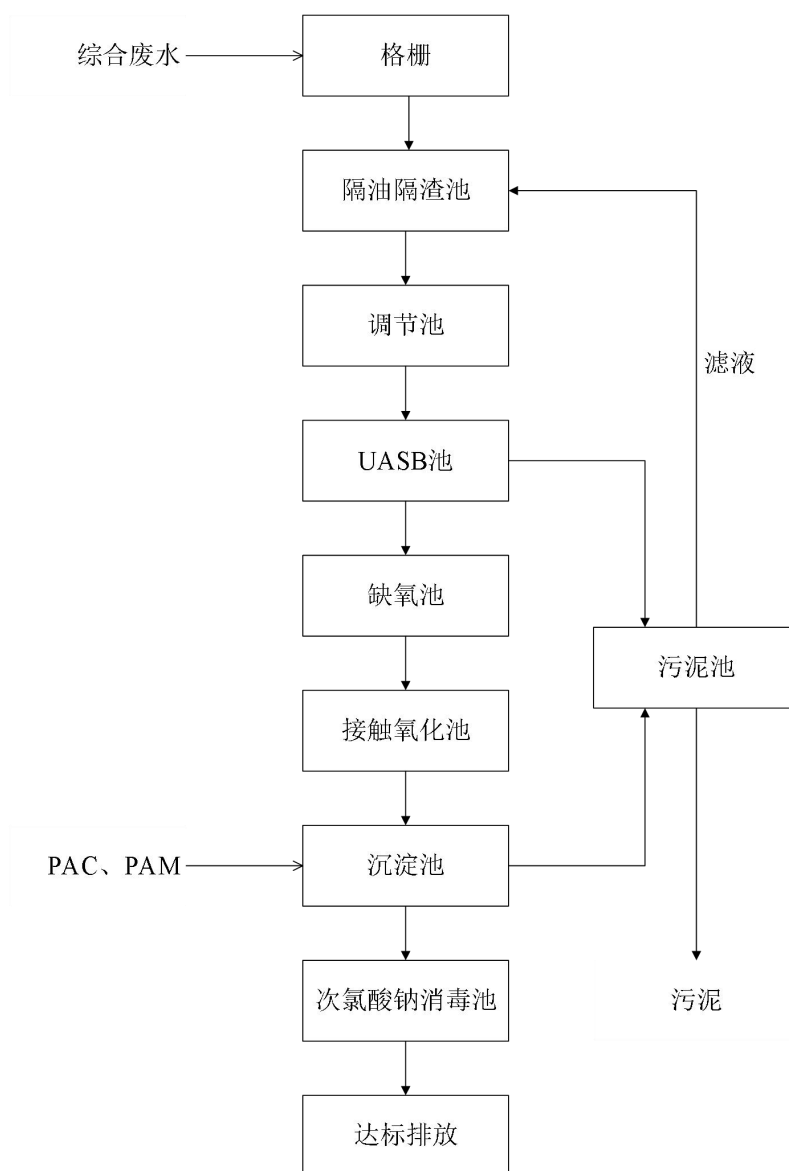 综合废水
格栅
隔油隔渣池
调节池
滤液
UASB池
缺氧池
污泥池
接触氧化池
PAC、PAM
沉淀池
次氯酸钠消毒池
污泥
达标排放